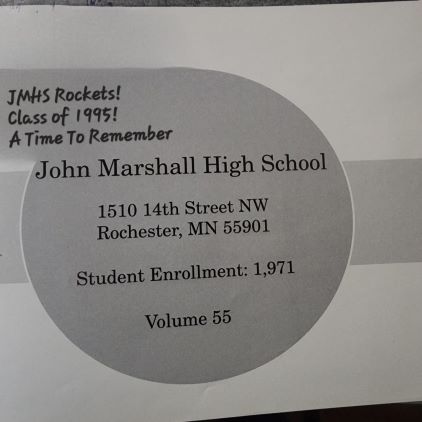 JMHS Rockets!
Class of 1995!
A Time To Remember
John Marshall High School
1510 14th Street NW
Rochester, MN 55901
Student Enrollment: 1,971
Volume 55